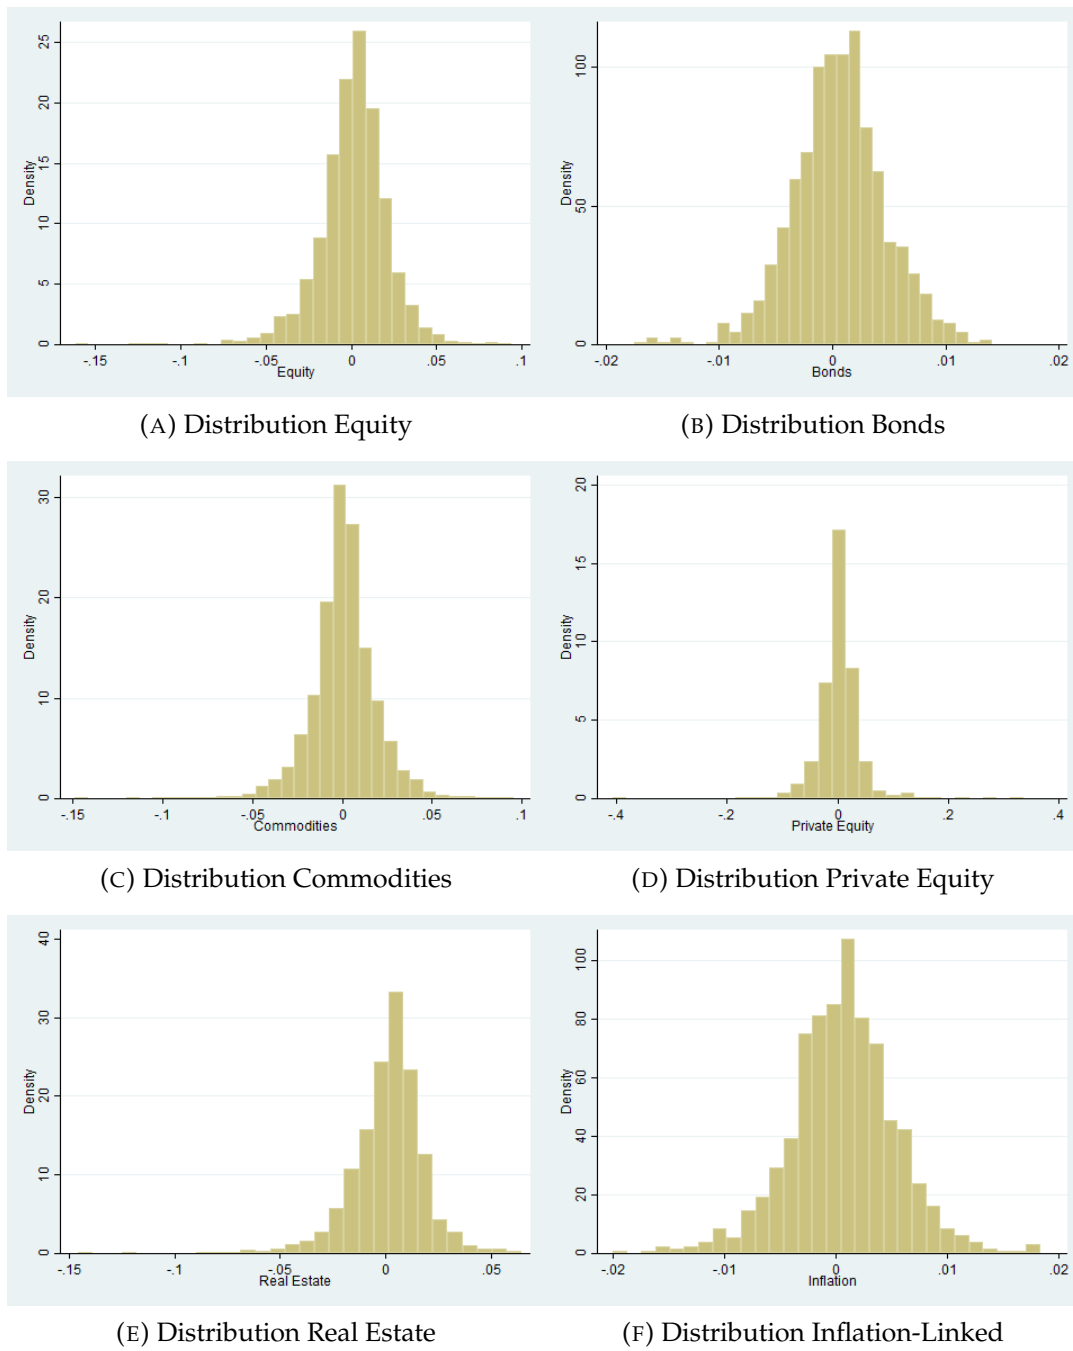 25
20
15
10
5
0
Density
-.15 -.1 -.05 0 .05 .1
Equity
100
50
0
Density
-.02 -.01 0 .01 .02
Bonds
(A) Distribution Equity
(B) Distribution Bonds
30
20
10
0
Density
-.15 -.1 -.05 0 .05 .1
Commodities
20
15
10
5
0
Density
-.4 -.2 0 .2 .4
Private Equity
(C) Distribution Commodities
(D) Distribution Private Equity
40
30
20
10
0
Density
-.15 -.1 -.05 0 .05
Real Estate
100
80
60
40
20
0
Density
-.02 -.01 0 .01 .02
Inflation
(E) Distribution Real Estate
(F) Distribution Inflation-Linked